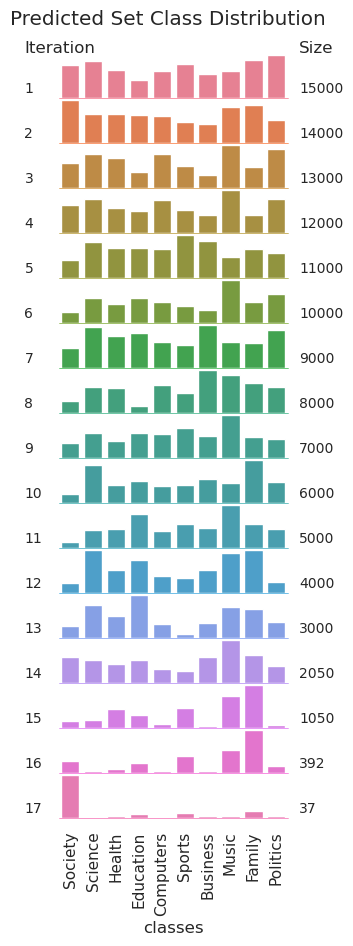 Predicted Set Class Distribution
Iteration Size
1 15000
2 14000
3 13000
4 12000
5 11000
6 10000
7 9000
8 8000
9 7000
10 6000
11 5000
12 4000
13 3000
14 2050
15 1050
16 392
17 37
Society
Science
Health
Education
Computers
Sports
Business
Music
Family
Politics
classes